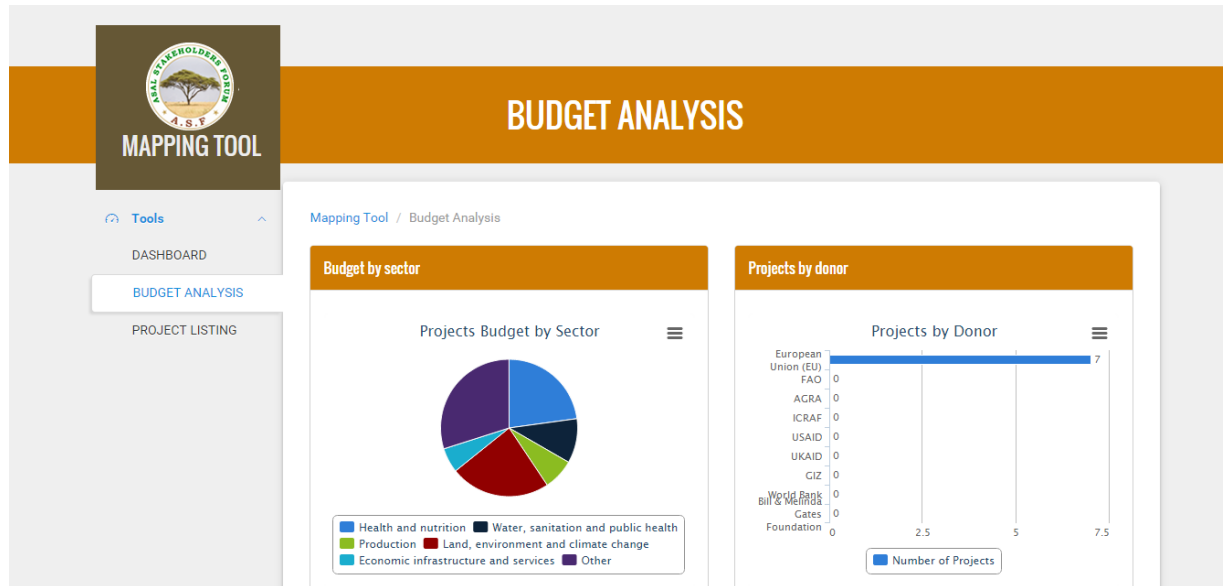 ASAL STAKEHOLDERS FORUM
A.S.F
MAPPING TOOL
BUDGET ANALYSIS
Tools
DASHBOARD
BUDGET ANALYSIS
PROJECT LISTING
Mapping Tool / Budget Analysis
Budget by sector
Projects Budget by Sector
Health and nutrition Water, sanitation and public health
Production Land, environment and climate change
Economic infrastructure and services Other
Projects by donor
Projects by Donor
European
Union (EU)
7
FAO 0
AGRA 0
ICRAF 0
USAID 0
UKAID 0
GIZ 0
World Bank 0
Bill & Melinda
Gates 0
Foundation
0 2.5 5 7.5
Number of Projects